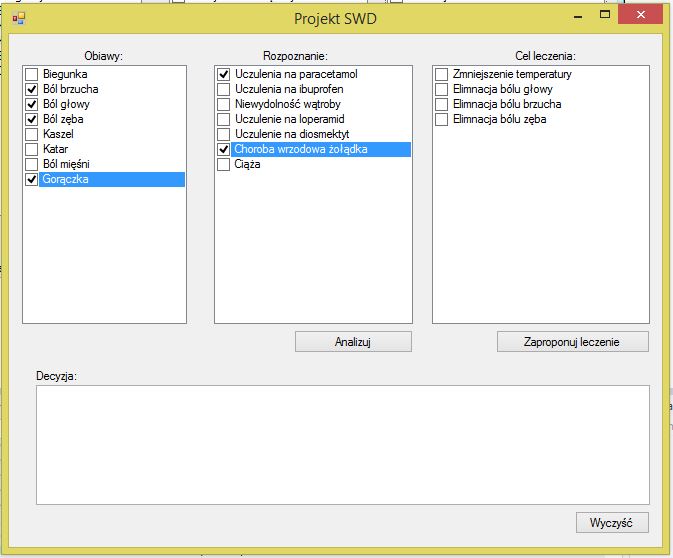 Projekt SWD
Obiawy:
Biegunka
Ból brzucha
Ból głowy
Ból zęba
Kaszel
Katar
Ból mięśni
Gorączka
Rozpoznanie:
Uczulenia na paracetamol
Uczulenia na ibuprofen
Niewydolność wątroby
Uczulenie na loperamid
Uczulenie na diosmektyt
Choroba wrzodowa żołądka
Ciąża
Cel leczenia:
Zmniejszenie temperatury
Elimnacja bólu głowy
Elimnacja bólu brzucha
Elimnacja bólu zęba
Analizuj
Zaproponuj leczenie
Decyzja:
Wyczyść